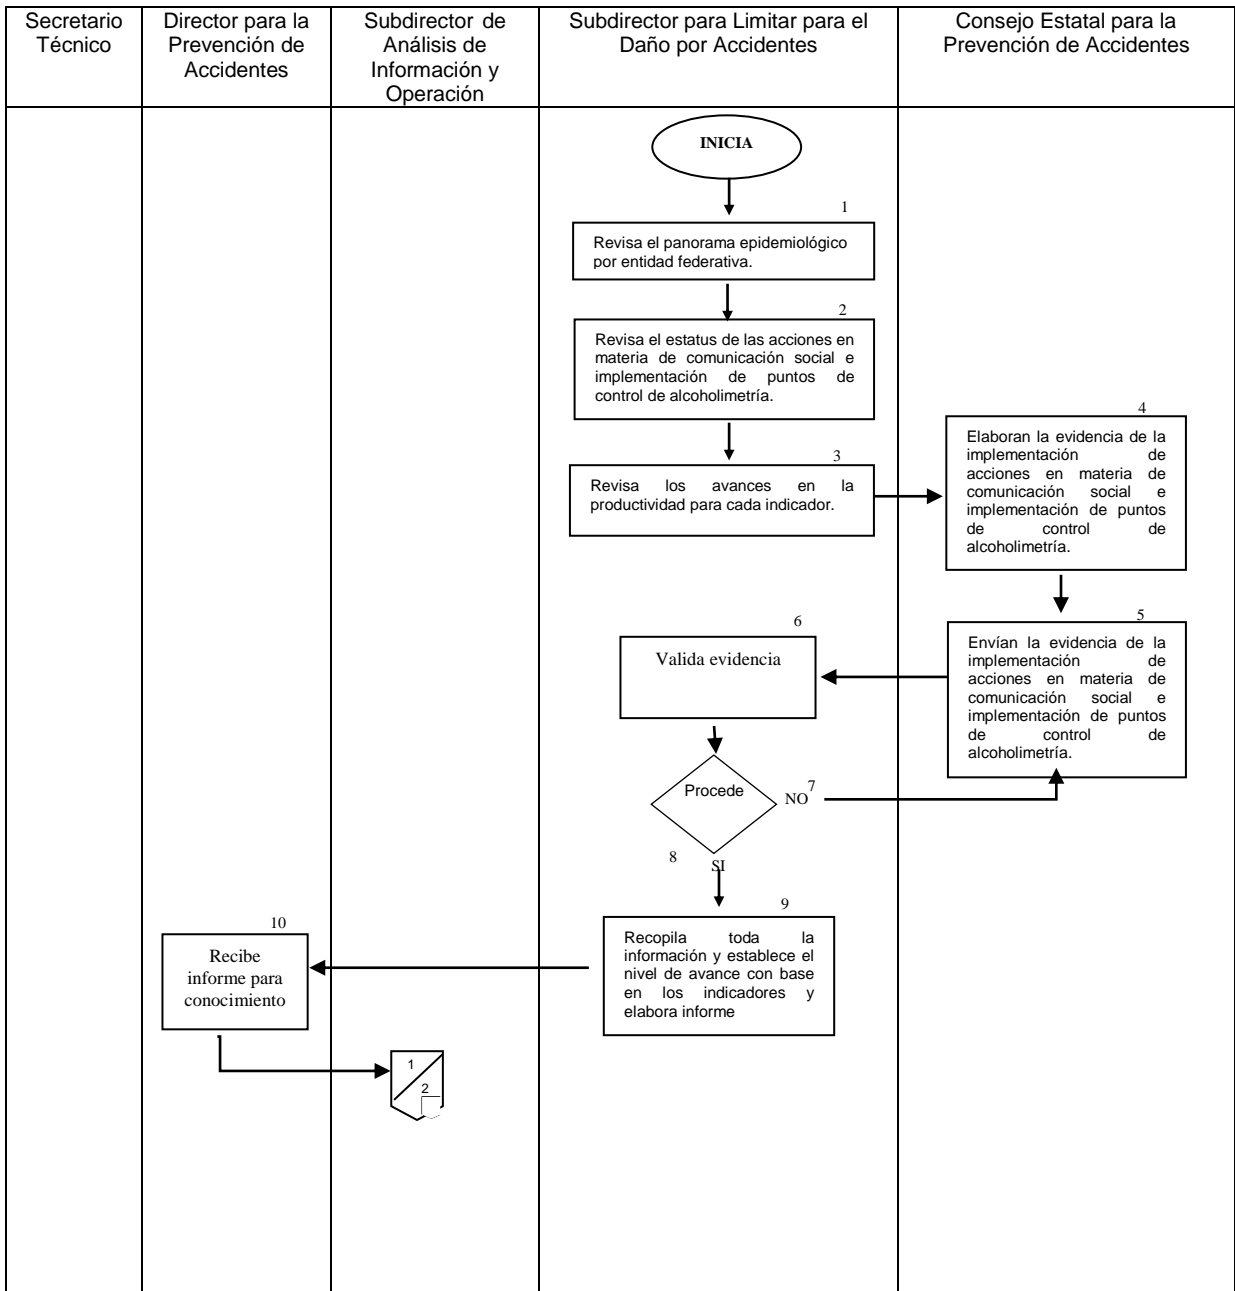 Secretario
Técnico
Director para la
Prevención de
Accidentes
Subdirector de
Análisis de
Información y
Operación
Subdirector para Limitar para el
Daño por Accidentes
Consejo Estatal para la
Prevención de Accidentes
INICIA
1
Revisa el panorama epidemiológico
por entidad federativa.
2
Revisa el estatus de las acciones en
materia de comunicación social e
implementación de puntos de
control de alcoholimetría.
3
Revisa los avances en la
productividad para cada indicador.
4
Elaboran la evidencia de la
implementación de
acciones en materia de
comunicación social e
implementación de puntos
de control de
alcoholimetría.
5
Envían la evidencia de la
implementación de
acciones en materia de
comunicación social e
implementación de puntos
de control de
alcoholimetría.
6
Valida evidencia
Procede
NO
7
8
SI
9
Recopila toda la
información y establece el
nivel de avance con base
en los indicadores y
elabora informe
10
Recibe
informe para
conocimiento
1
2